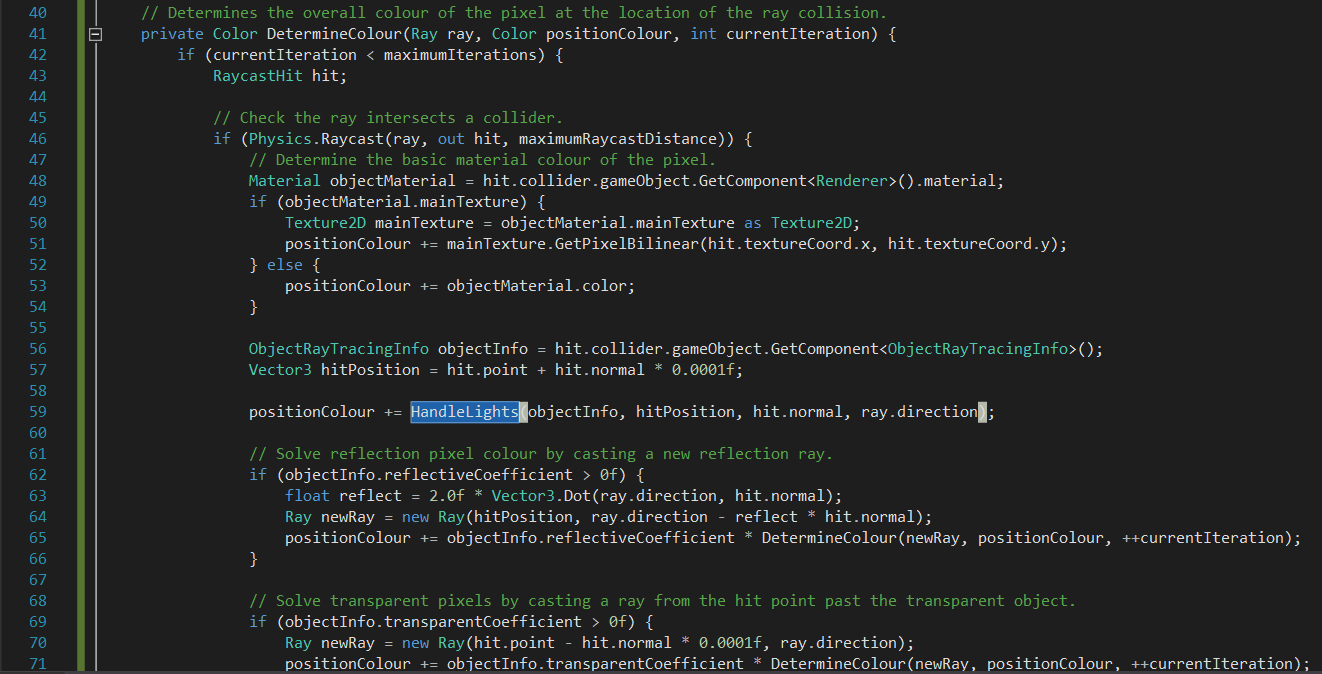 40 // Determines the overall colour of the pixel at the location of the ray collision.
41 private Color DetermineColour(Ray ray, Color positionColour, int currentIteration) {
42 if (currentIteration < maximumIterations) {
43 RaycastHit hit;
44
45 // Check the ray intersects a collider.
46 if (Physics.Raycast(ray, out hit, maximumRaycastDistance)) {
47 // Determine the basic material colour of the pixel.
48 Material objectMaterial = hit.collider.gameObject.GetComponent<Renderer>().material;
49 if (objectMaterial.mainTexture) {
50 Texture2D mainTexture = objectMaterial.mainTexture as Texture2D;
51 positionColour += mainTexture.GetPixelBilinear(hit.textureCoord.x, hit.textureCoord.y);
52 } else {
53 positionColour += objectMaterial.color;
54 }
55
56 ObjectRayTracingInfo objectInfo = hit.collider.gameObject.GetComponent<ObjectRayTracingInfo>();
57 Vector3 hitPosition = hit.point + hit.normal * 0.0001f;
58
59 positionColour += HandleLights(objectInfo, hitPosition, hit.normal, ray.direction);
60
61 // Solve reflection pixel colour by casting a new reflection ray.
62 if (objectInfo.reflectiveCoefficient > 0f) {
63 float reflect = 2.0f * Vector3.Dot(ray.direction, hit.normal);
64 Ray newRay = new Ray(hitPosition, ray.direction - reflect * hit.normal);
65 positionColour += objectInfo.reflectiveCoefficient * DetermineColour(newRay, positionColour, ++currentIteration);
66 }
67
68 // Solve transparent pixels by casting a ray from the hit point past the transparent object.
69 if (objectInfo.transparentCoefficient > 0f) {
70 Ray newRay = new Ray(hit.point - hit.normal * 0.0001f, ray.direction);
71 positionColour += objectInfo.transparentCoefficient * DetermineColour(newRay, positionColour, ++currentIteration);